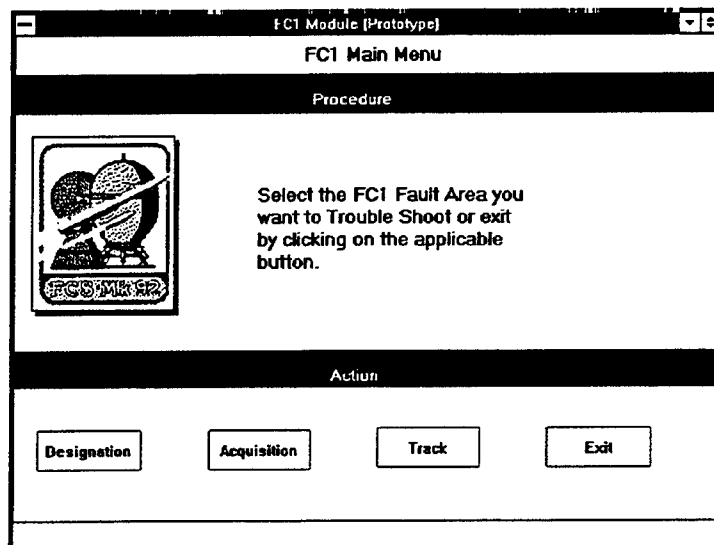 FC1 Module (Prototype)
FC1 Main Menu
Procedure
FCS Mk 92
Select the FC1 Fault Area you
want to Trouble Shoot or exit
by clicking on the applicable
button.
Action
Designation
Acquisition
Track
Exit